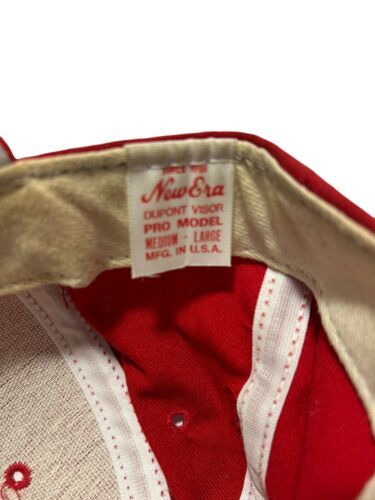 SINCE 1920
New Era
DUPONT VISOR
PRO MODEL
MEDIUM - LARGE
MFG. IN U.S.A.